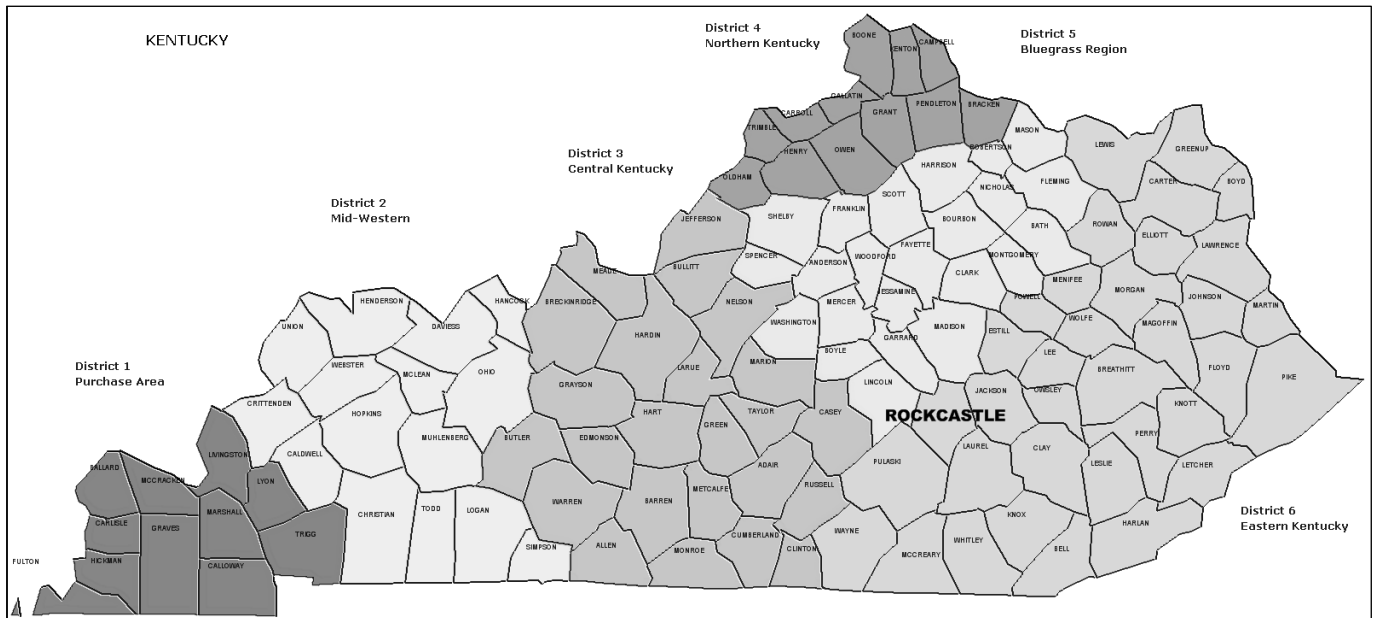 KENTUCKY
District 4
Northern Kentucky
District 5
Bluegrass Region
District 3
Central Kentucky
District 2
Mid-Western
District 1
Purchase Area
District 6
Eastern Kentucky
BOONE
KENTON
CAMPBELL
GALLATIN
CARROLL
GRANT
PENDLETON
BRACKEN
TRIMBLE
HENRY
OWEN
OLDHAM
MASON
ROBERTSON
LEWIS
GREENUP
HARRISON
NICHOLAS
FLEMING
CARTER
BOYD
SCOTT
JEFFERSON
SHELBY
FRANKLIN
BOURBON
BATH
ROWAN
ELLIOTT
LAWRENCE
SPENCER
ANDERSON
WOODFORD
FAYETTE
MONTGOMERY
BULLITT
MEADE
CLARK
MENIFEE
MORGAN
JOHNSON
MARTIN
NELSON
MERCER
JESSAMINE
POWELL
WOLFE
MAGOFFIN
HENDERSON
HANCOCK
BRECKINRIDGE
UNION
DAVIESS
HARDIN
WASHINGTON
MADISON
ESTILL
GARRARD
BOYLE
LEE
WEBSTER
MCLEAN
OHIO
LARUE
MARION
BREATHITT
FLOYD
PIKE
GRAYSON
LINCOLN
JACKSON
OWSLEY
CRITTENDEN
HOPKINS
HART
TAYLOR
CASEY
ROCKCASTLE
KNOTT
MUHLENBERG
BUTLER
EDMONSON
GREEN
PERRY
CALDWELL
LIVINGSTON
LAUREL
CLAY
ADAIR
PULASKI
LESLIE
LETCHER
BALLARD
MCCRACKEN
LYON
METCALFE
RUSSELL
BARREN
WARREN
MARSHALL
CHRISTIAN
TODD
LOGAN
KNOX
CARLISLE
GRAVES
TRIGG
WAYNE
HARLAN
CUMBERLAND
CLINTON
SIMPSON
ALLEN
MONROE
MCCREARY
WHITLEY
BELL
FULTON
HICKMAN
CALLOWAY